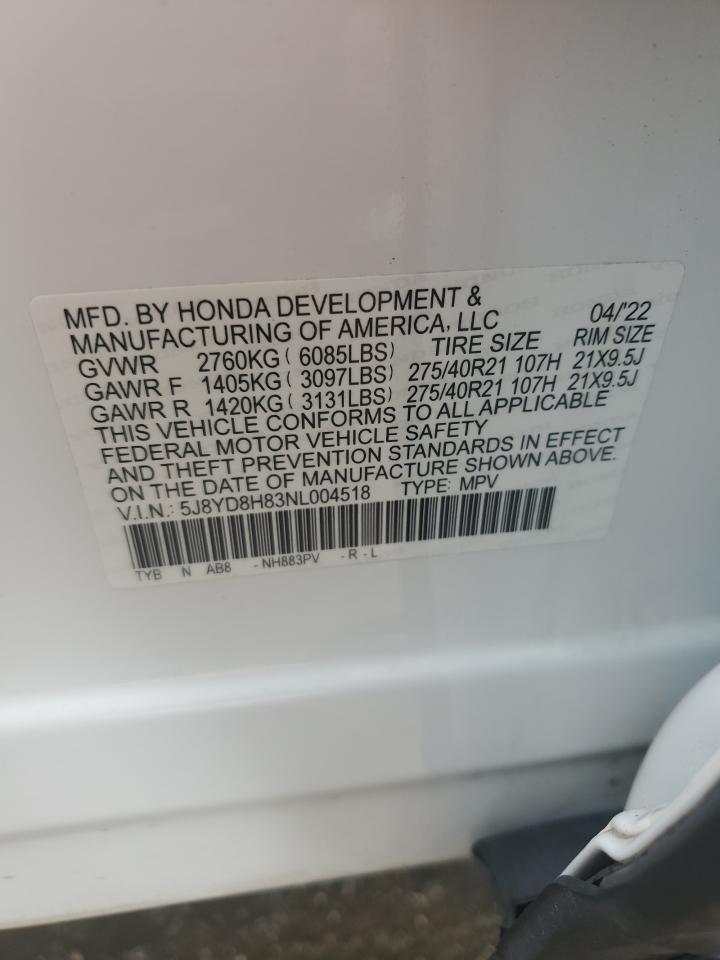 MFD. BY HONDA DEVELOPMENT & 04/'22
MANUFACTURING OF AMERICA, LLC
TIRE SIZE RIM SIZE
GVWR 2760KG ( 6085LBS)
GAWR F 1405KG ( 3097LBS) 275/40R21 107H 21X9.5J
GAWR R 1420KG ( 3131LBS) 275/40R21 107H 21X9.5J
THIS VEHICLE CONFORMS TO ALL APPLICABLE
FEDERAL MOTOR VEHICLE SAFETY
AND THEFT PREVENTION STANDARDS IN EFFECT
ON THE DATE OF MANUFACTURE SHOWN ABOVE.
V.I.N.: 5J8YD8H83NL004518 TYPE: MPV
TYB N AB8 - NH883PV - R - L